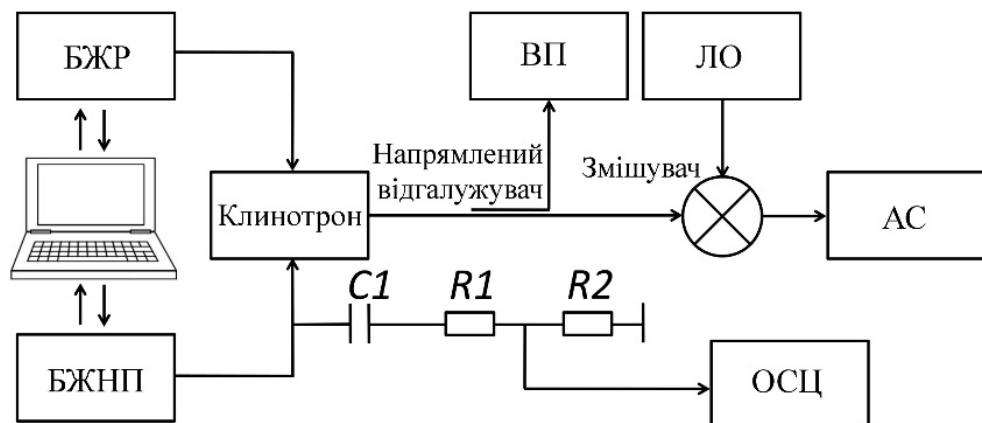 БЖР
ВП
ЛО
Напрямлений
відгалужувач
Змішувач
Клинотрон
АС
C1
R1
R2
БЖНП
ОСЦ